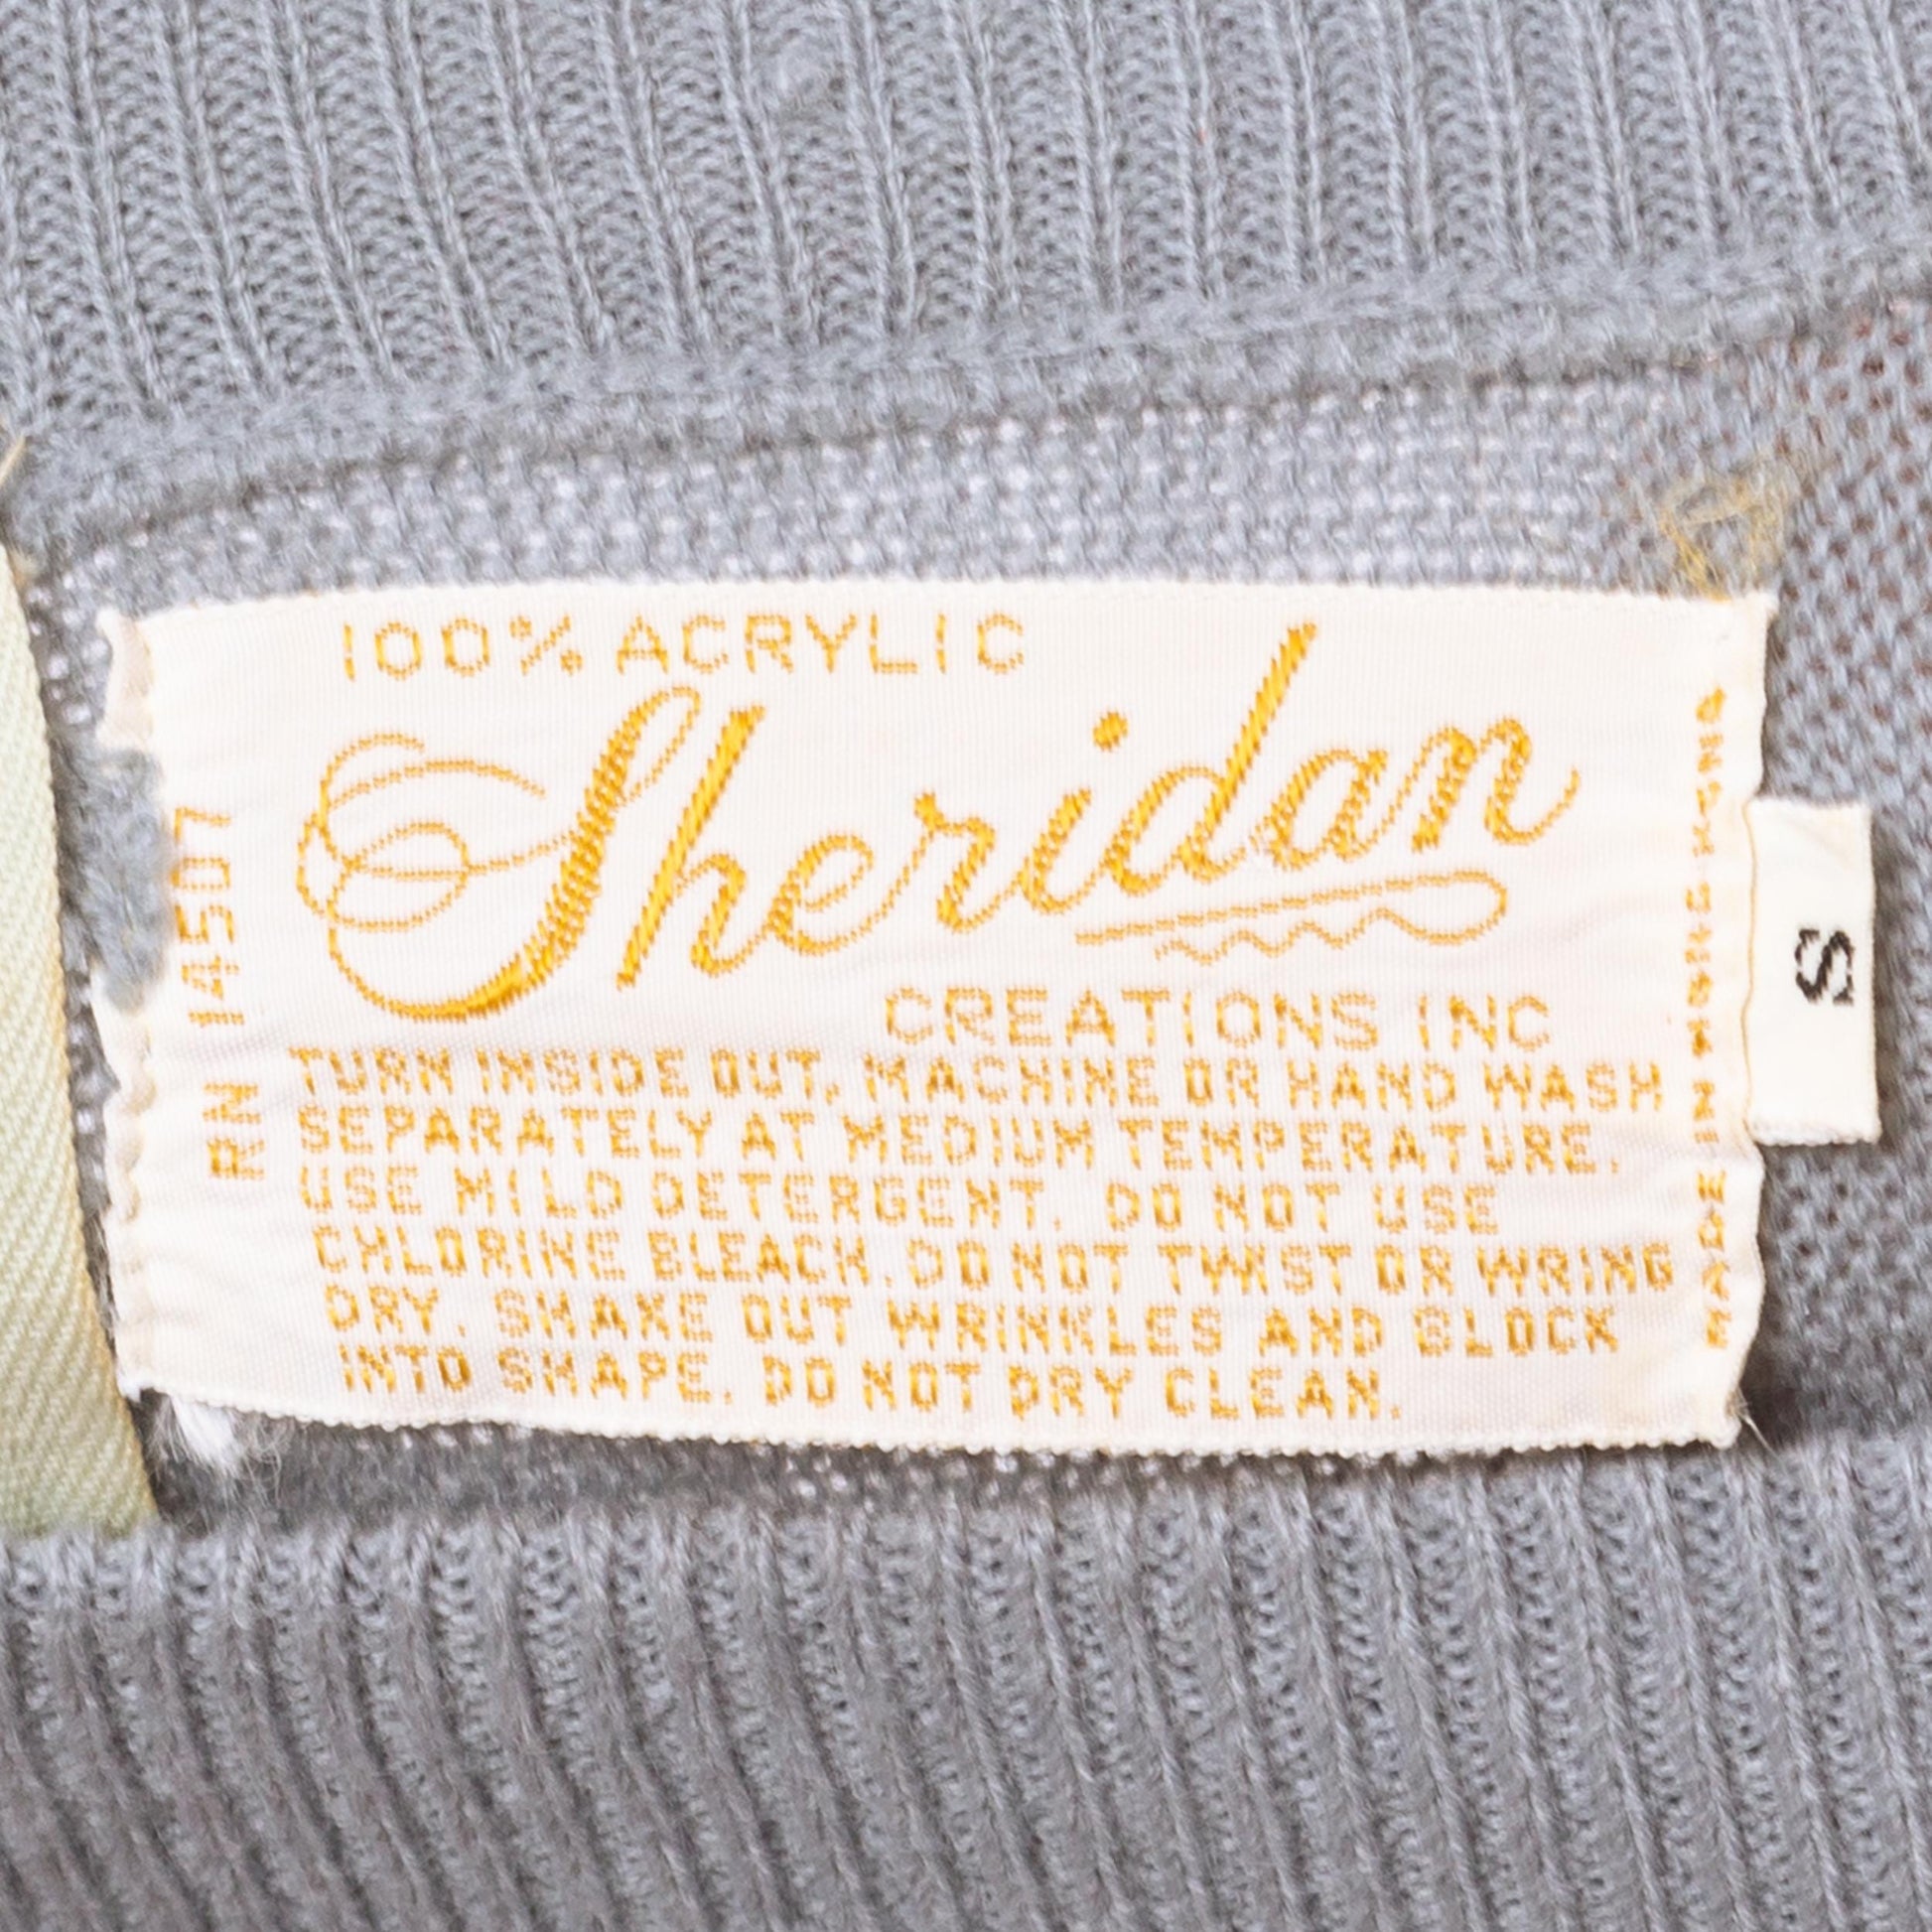 100% ACRYLIC
Sheridan
CREATIONS INC
TURN INSIDE OUT, MACHINE OR HAND WASH
SEPARATELY AT MEDIUM TEMPERATURE.
USE MILD DETERGENT. DO NOT USE
CHLORINE BLEACH. DO NOT TWIST OR WRING
DRY. SHAKE OUT WRINKLES AND BLOCK
INTO SHAPE. DO NOT DRY CLEAN.
RN 14507
MADE IN HONG KONG
S